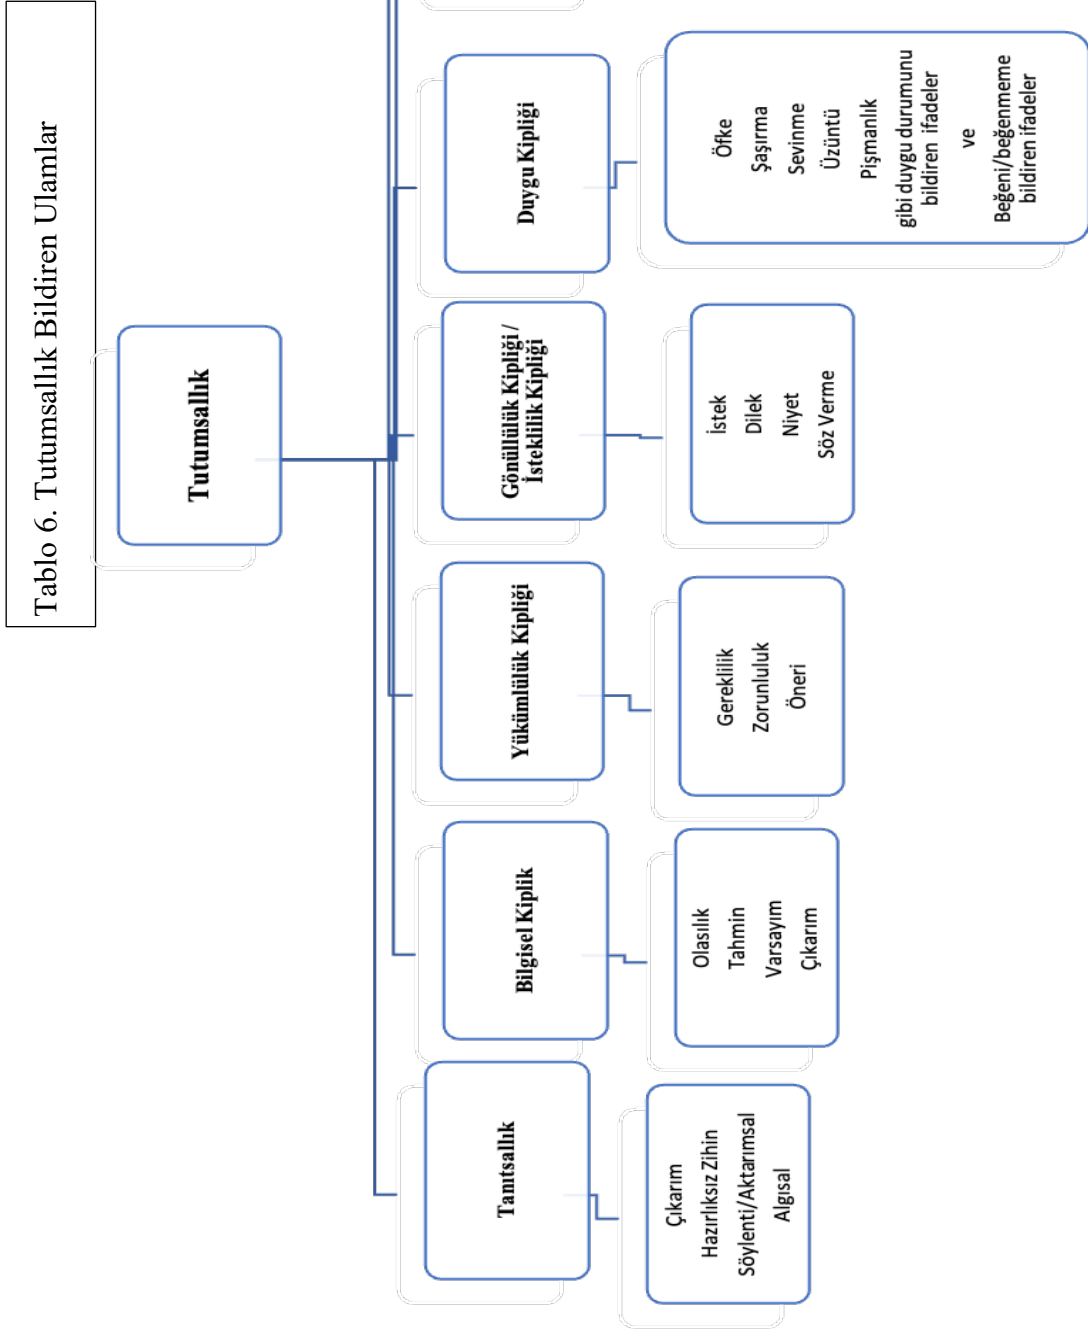 Tablo 6. Tutumsallık Bildiren Ulamlar
Tutumsallık
Tanıtsallık
Çıkarım
Hazırlıksız Zihin
Söylenti/Aktarımsal
Algısal
Bilgisel Kiplik
Olasılık
Tahmin
Varsayım
Çıkarım
Yükümlülük Kipliği
Gereklilik
Zorunluluk
Öneri
Gönüllülük Kipliği /
İsteklilik Kipliği
İstek
Dilek
Niyet
Söz Verme
Duygu Kipliği
Öfke
Şaşırma
Sevinme
Üzüntü
Pişmanlık
gibi duygu durumunu
bildiren ifadeler
ve
Beğeni/beğenmeme
bildiren ifadeler